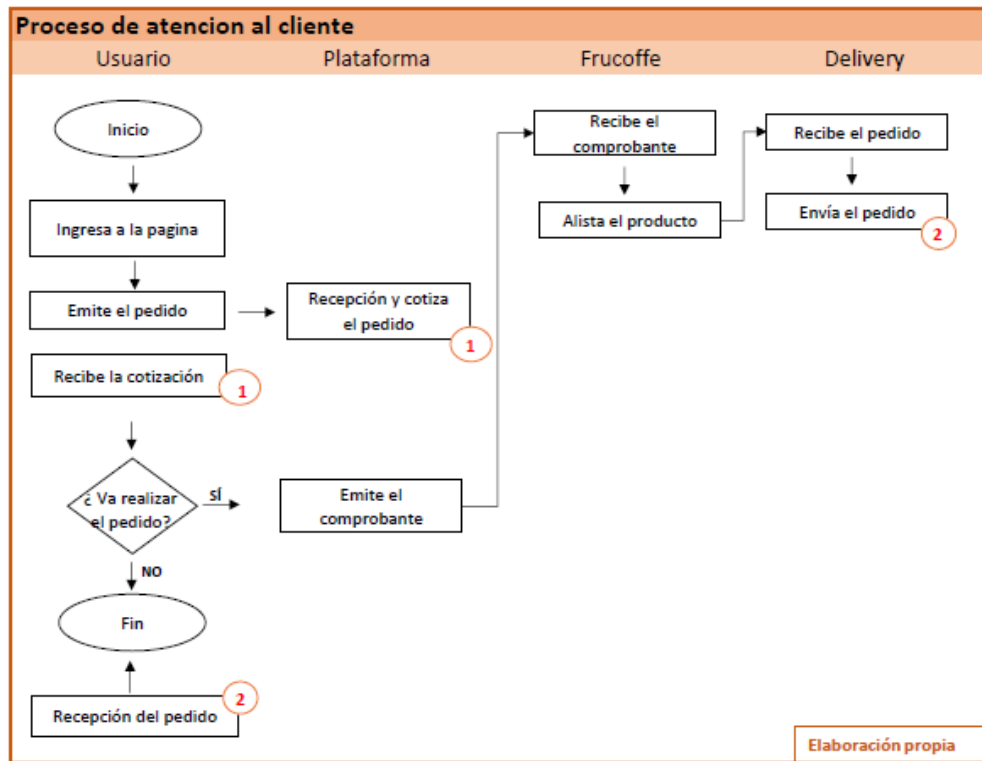 Proceso de atencion al cliente
Usuario
Plataforma
Frucoffe
Delivery
Inicio
Ingresa a la pagina
Emite el pedido
Recepción y cotiza
el pedido
1
Recibe la cotización
1
¿ Va realizar
el pedido?
SÍ
Emite el
comprobante
NO
Fin
Recepción del pedido
2
Recibe el
comprobante
Alista el producto
Recibe el pedido
Envía el pedido
2
Elaboración propia